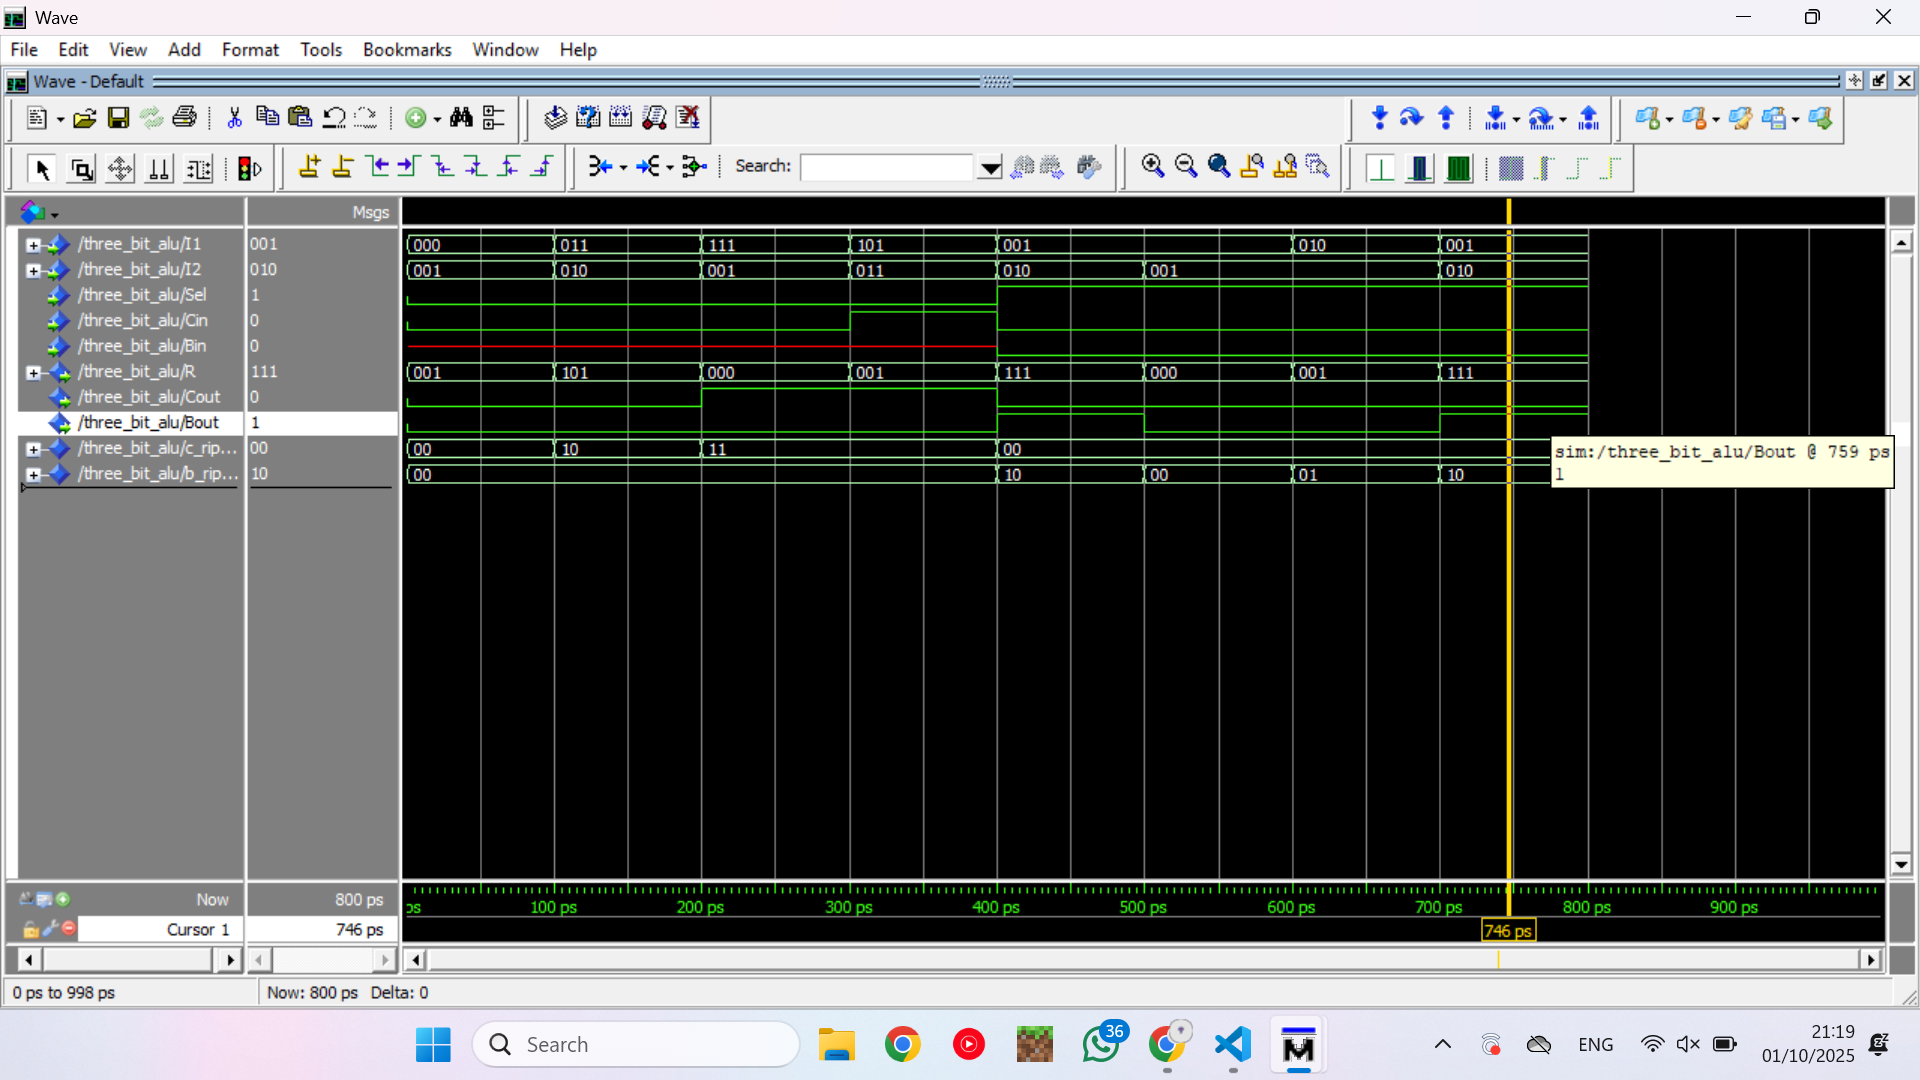 Wave
File Edit View Add Format Tools Bookmarks Window Help
Wave - Default
Search:
Msgs
/three_bit_alu/I1 001 000 011 111 101 001 010 001
/three_bit_alu/I2 010 001 010 001 011 010 001 010
/three_bit_alu/Sel 1
/three_bit_alu/Cin 0
/three_bit_alu/Bin 0
/three_bit_alu/R 111 001 101 000 001 111 000 001 111
/three_bit_alu/Cout 0
/three_bit_alu/Bout 1
/three_bit_alu/c_rip... 00 00 10 11 00
/three_bit_alu/b_rip... 10 00 10 00 01 10
sim:/three_bit_alu/Bout @ 759 ps
1
Now 800 ps ps 100 ps 200 ps 300 ps 400 ps 500 ps 600 ps 700 ps 800 ps 900 ps
Cursor 1 746 ps 746 ps
0 ps to 998 ps Now: 800 ps Delta: 0
Search 36 ENG 21:19
01/10/2025